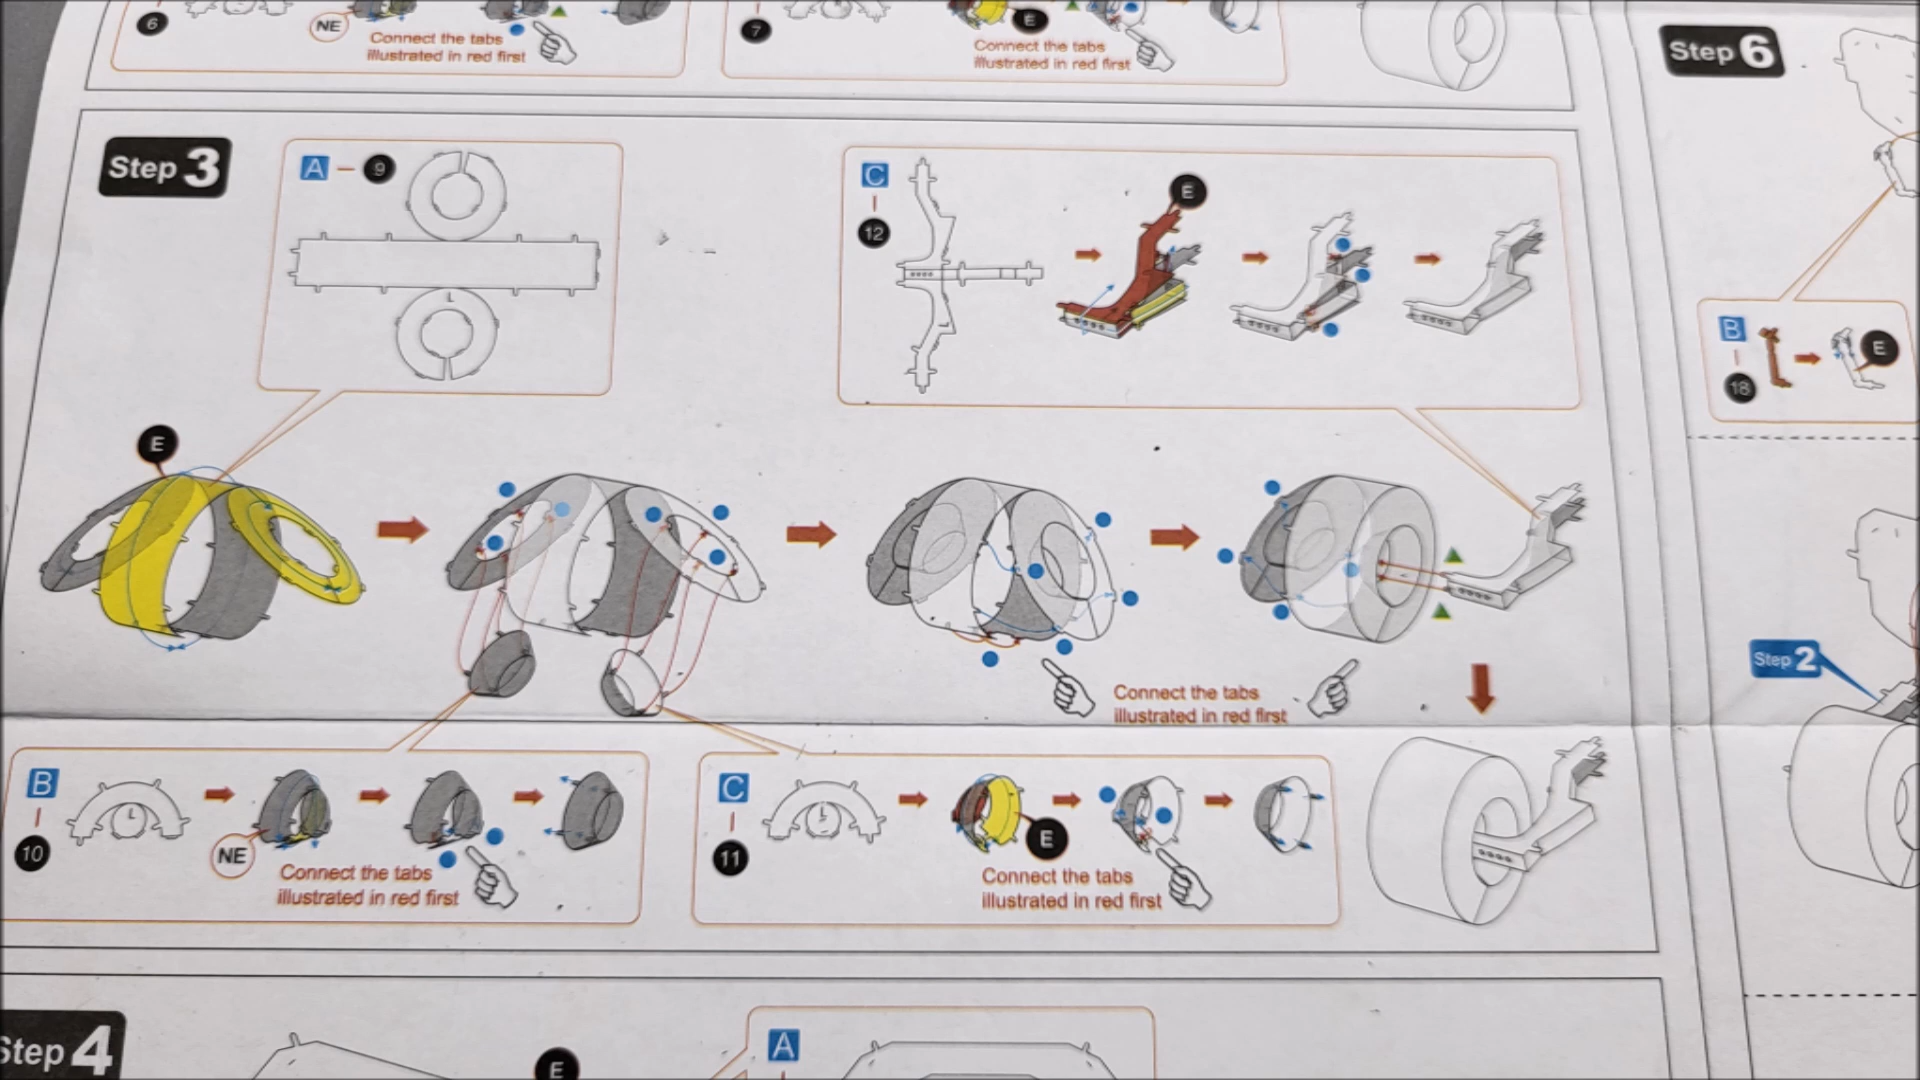 6
NE
Connect the tabs
illustrated in red first
7
E
Connect the tabs
illustrated in red first
Step 6
Step 3
A
9
L
C
12
E
B
18
E
E
Connect the tabs
illustrated in red first
Step 2
B
10
L
NE
Connect the tabs
illustrated in red first
C
11
L
E
Connect the tabs
illustrated in red first
Step 4
E
A